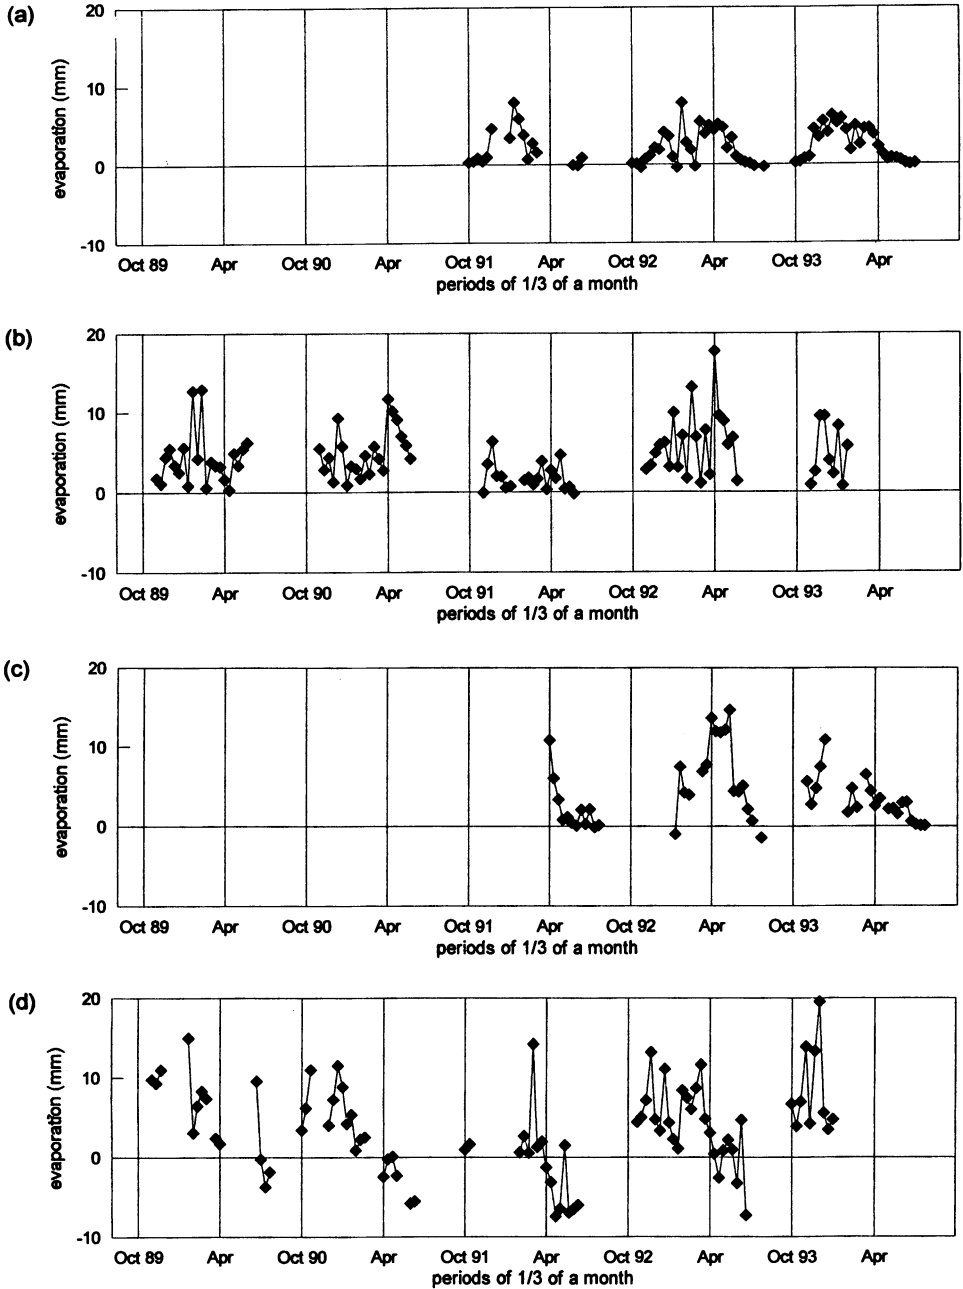 (a)
20
10
0
-10
evaporation (mm)
Oct 89 Apr Oct 90 Apr Oct 91 Apr Oct 92 Apr Oct 93 Apr
periods of 1/3 of a month
(b)
20
10
0
-10
evaporation (mm)
Oct 89 Apr Oct 90 Apr Oct 91 Apr Oct 92 Apr Oct 93 Apr
periods of 1/3 of a month
(c)
20
10
0
-10
evaporation (mm)
Oct 89 Apr Oct 90 Apr Oct 91 Apr Oct 92 Apr Oct 93 Apr
periods of 1/3 of a month
(d)
20
10
0
-10
evaporation (mm)
Oct 89 Apr Oct 90 Apr Oct 91 Apr Oct 92 Apr Oct 93 Apr
periods of 1/3 of a month